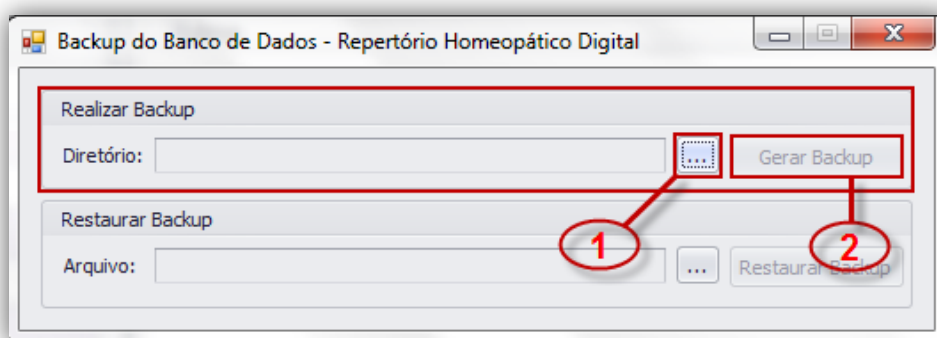 Backup do Banco de Dados - Repertório Homeopático Digital
Realizar Backup
Diretório:
...
Gerar Backup
1
2
Restaurar Backup
Arquivo:
...
Restaurar Backup